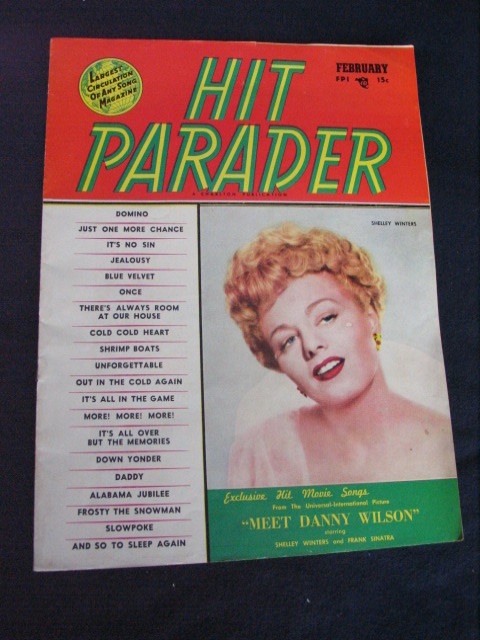 LARGEST
CIRCULATION
OF ANY SONG
MAGAZINE
HIT
PARADER
FEBRUARY
FPI 15c
A CHARLTON PUBLICATION
DOMINO
JUST ONE MORE CHANCE
IT'S NO SIN
JEALOUSY
BLUE VELVET
ONCE
THERE'S ALWAYS ROOM
AT OUR HOUSE
COLD COLD HEART
SHRIMP BOATS
UNFORGETTABLE
OUT IN THE COLD AGAIN
IT'S ALL IN THE GAME
MORE! MORE! MORE!
IT'S ALL OVER
BUT THE MEMORIES
DOWN YONDER
DADDY
ALABAMA JUBILEE
FROSTY THE SNOWMAN
SLOWPOKE
AND SO TO SLEEP AGAIN
SHELLEY WINTERS
Exclusive Hit Movie Songs
From The Universal-International Picture
"MEET DANNY WILSON"
starring
SHELLEY WINTERS and FRANK SINATRA